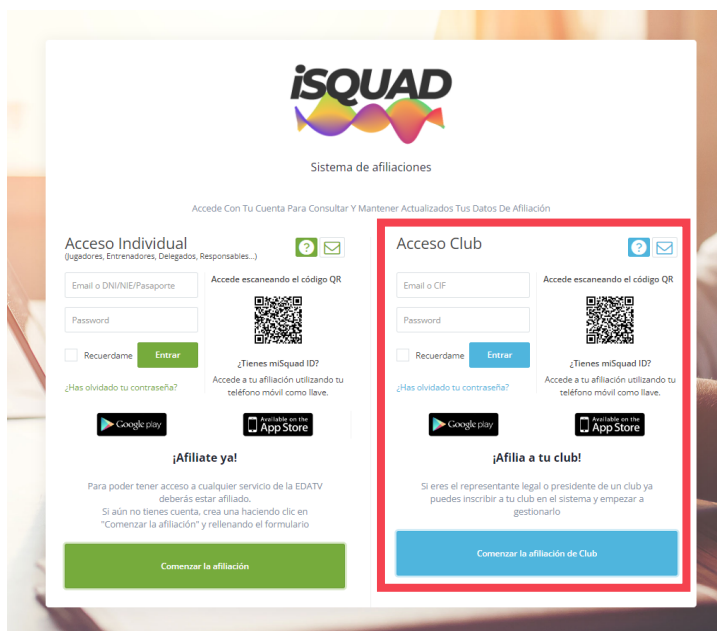 iSQUAD
Sistema de afiliaciones
Accede Con Tu Cuenta Para Consultar Y Mantener Actualizados Tus Datos De Afiliación
Acceso Individual
(Jugadores, Entrenadores, Delegados, Responsables...)
?
Email o DNI/NIE/Pasaporte
Password
Recuerdame
Entrar
¿Has olvidado tu contraseña?
Accede escaneando el código QR
¿Tienes miSquad ID?
Accede a tu afiliación utilizando tu
teléfono móvil como llave.
Google play
Available on the
App Store
¡Afiliate ya!
Para poder tener acceso a cualquier servicio de la EDATV
deberás estar afiliado.
Si aún no tienes cuenta, crea una haciendo clic en
"Comenzar la afiliación" y rellenando el formulario
Comenzar la afiliación
Acceso Club
?
Email o CIF
Password
Recuerdame
Entrar
¿Has olvidado tu contraseña?
Accede escaneando el código QR
¿Tienes miSquad ID?
Accede a tu afiliación utilizando tu
teléfono móvil como llave.
Google play
Available on the
App Store
¡Afilia a tu club!
SI eres el representante legal o presidente de un club ya
puedes inscribir a tu club en el sistema y empezar a
gestionarlo
Comenzar la afiliación de Club